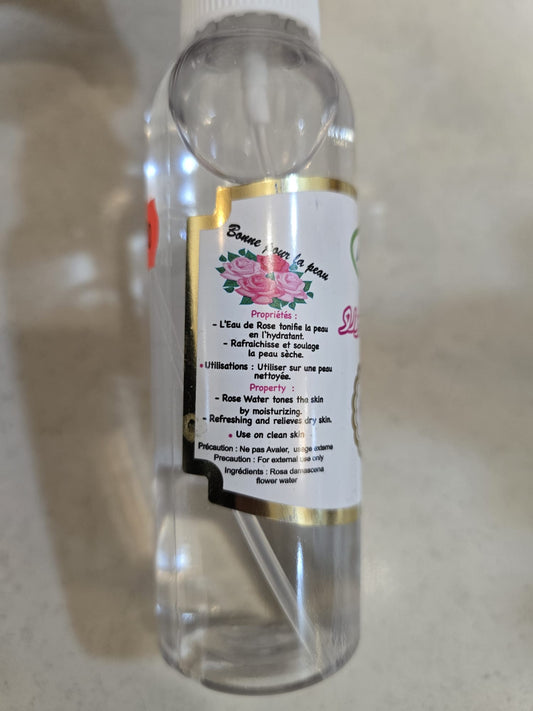 Bonne pour la peau
Propriétés :
- L'Eau de Rose tonifie la peau
en l'hydratant.
- Rafraichisse et soulage
la peau sèche.
• Utilisations : Utiliser sur une peau
nettoyée.
Property :
- Rose Water tones the skin
by moisturizing.
- Refreshing and relieves dry skin.
• Use on clean skin
Précaution : Ne pas Avaler, usage externe
Precaution : For external use only
Ingrédients : Rosa damascena
flower water